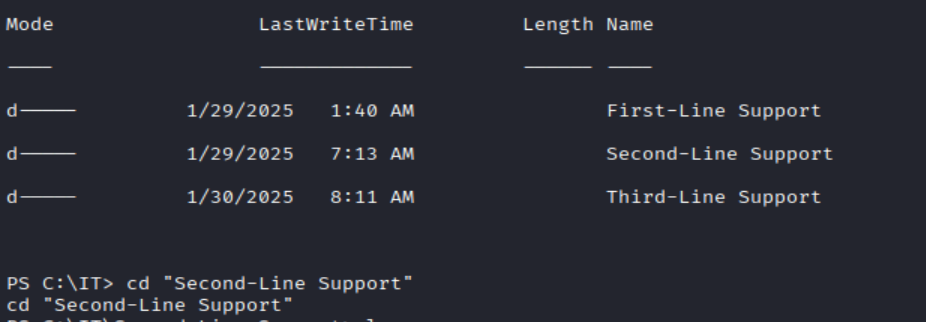 Mode LastWriteTime Length Name
---- ------------- ------ ----
d----- 1/29/2025 1:40 AM First-Line Support
d----- 1/29/2025 7:13 AM Second-Line Support
d----- 1/30/2025 8:11 AM Third-Line Support
PS C:\IT> cd "Second-Line Support"
cd "Second-Line Support"